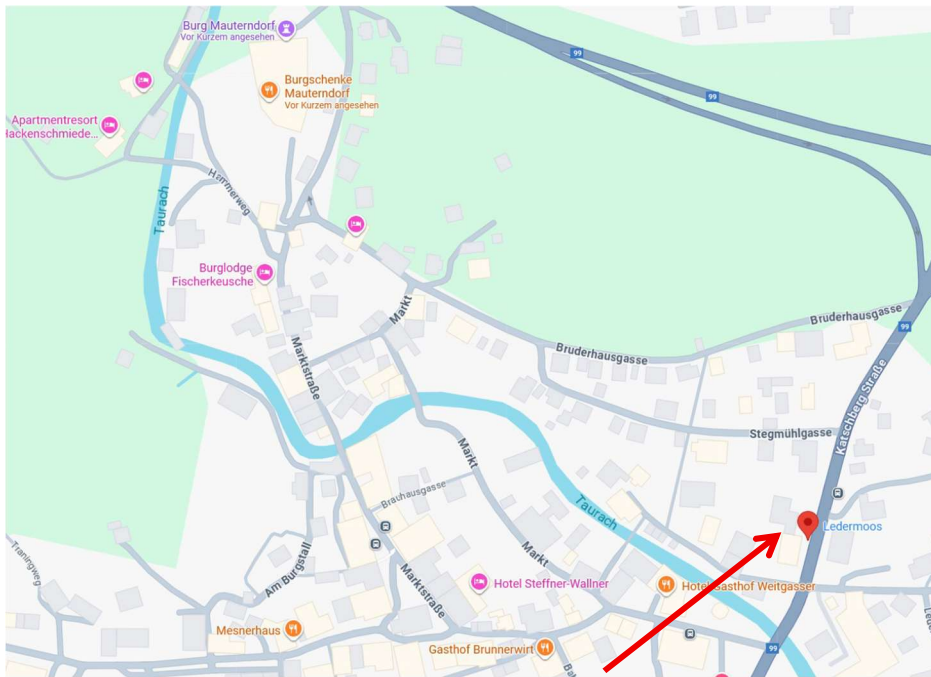 Burg Mauterndorf
Vor Kurzem angesehen
99
99
Burgschenke
Mauterndorf
Vor Kurzem angesehen
Apartmentresort
Hackenschmiede...
Taurach
Hammerweg
Burglodge
Fischerkeusche
Markt
Bruderhausgasse
99
Bruderhausgasse
Marktstraße
Katschberg Straße
Stegmühlgasse
Markt
Brauhausgasse
Taurach
Ledermoos
Traningweg
Am Burgstall
Markt
Marktstraße
Hotel Steffner-Wallner
Hotel Gasthof Weitgasser
Mesnerhaus
Gasthof Brunnerwirt
99